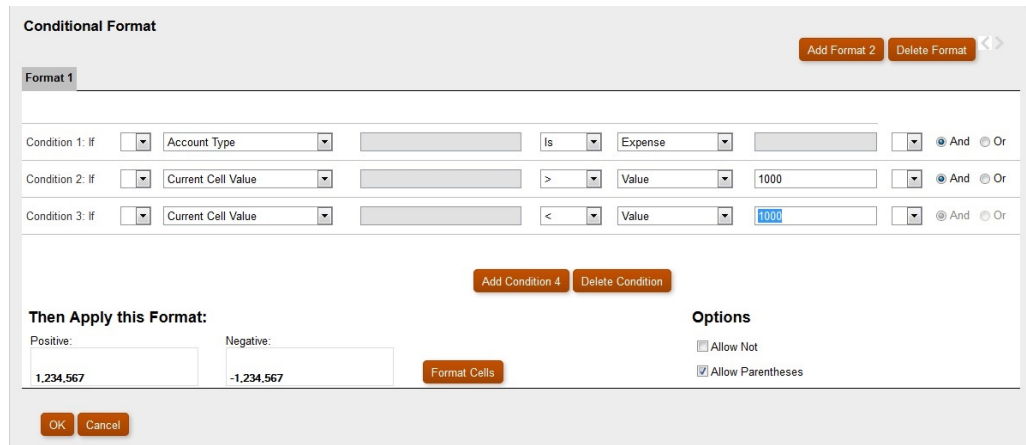 Conditional Format
Add Format 2 Delete Format
Format 1
Condition 1: If Account Type Is Expense And Or
Condition 2: If Current Cell Value > Value 1000 And Or
Condition 3: If Current Cell Value < Value 1000 And Or
Add Condition 4 Delete Condition
Then Apply this Format: Options
Positive: Negative: Allow Not
1,234,567 -1,234,567 Format Cells Allow Parentheses
OK Cancel